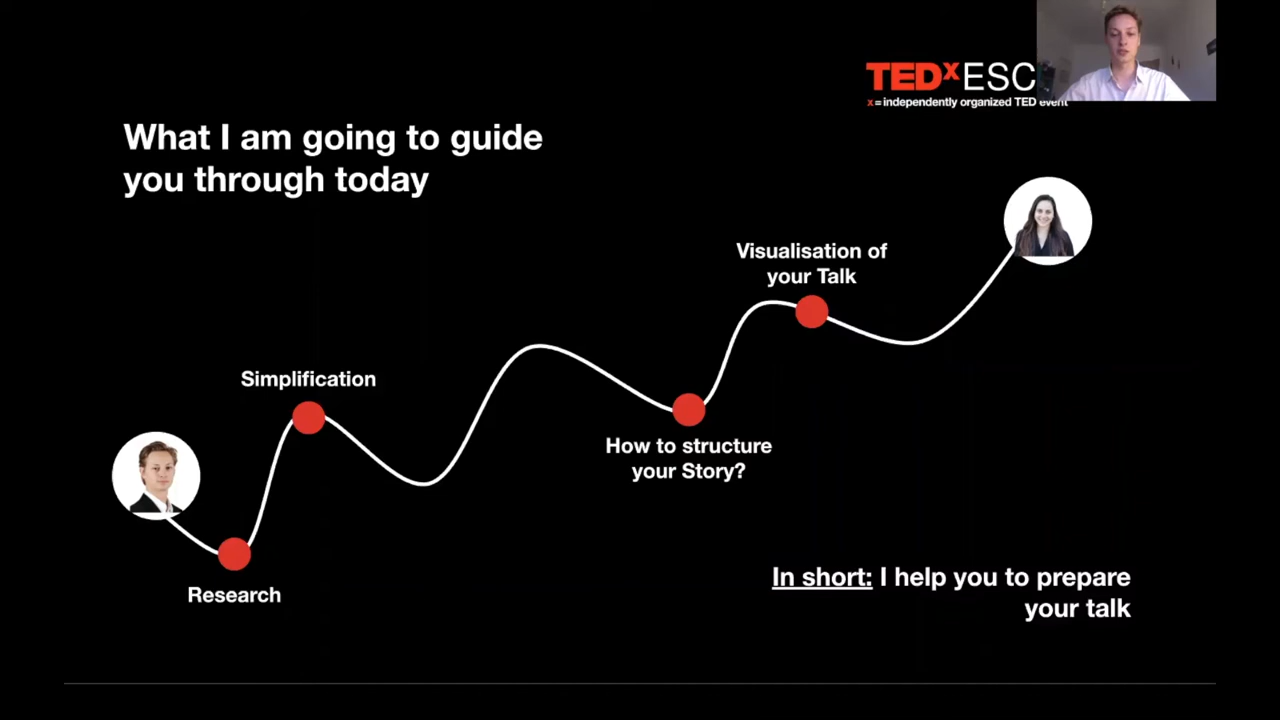 TEDxESC
x = independently organized TED event
What I am going to guide
you through today
Visualisation of
your Talk
Simplification
How to structure
your Story?
Research
In short: I help you to prepare
your talk